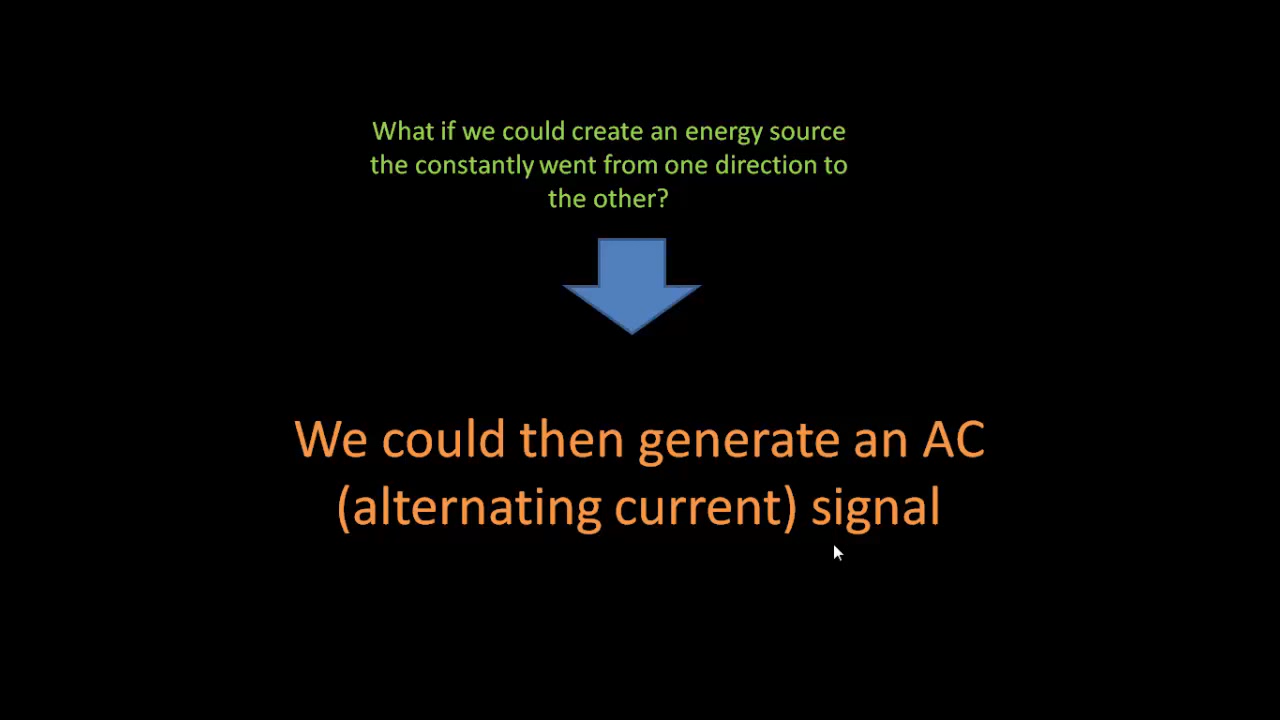 What if we could create an energy source
the constantly went from one direction to
the other?
We could then generate an AC
(alternating current) signal